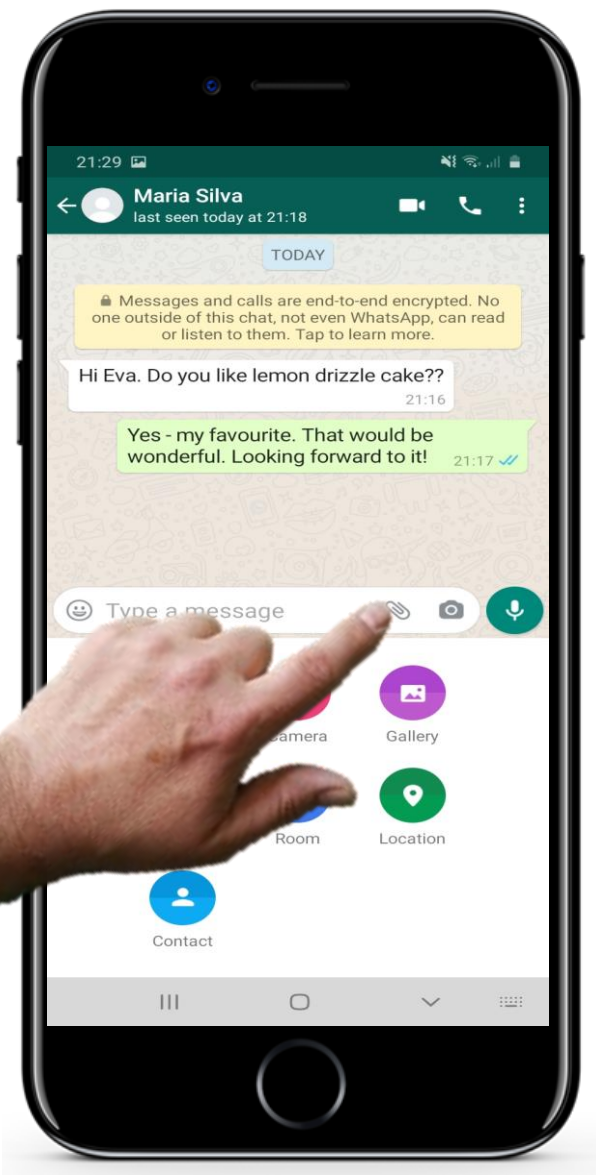 21:29
Maria Silva
last seen today at 21:18
TODAY
Messages and calls are end-to-end encrypted. No
one outside of this chat, not even WhatsApp, can read
or listen to them. Tap to learn more.
Hi Eva. Do you like lemon drizzle cake??
21:16
Yes - my favourite. That would be
wonderful. Looking forward to it!
21:17
Type a message
Camera
Gallery
Room
Location
Contact